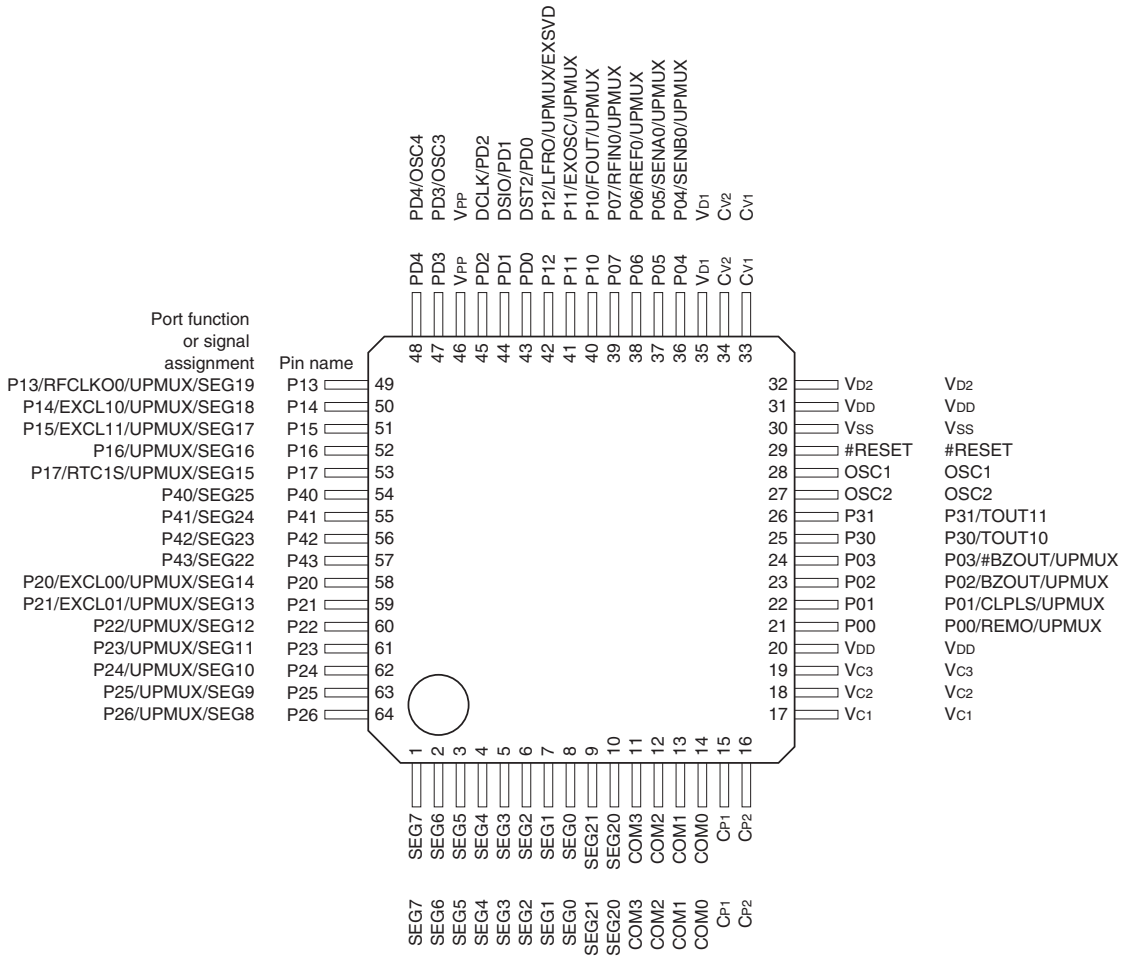 PD4/OSC4
PD3/OSC3
VPP
DCLK/PD2
DSIO/PD1
DST2/PD0
P12/LFRO/UPMUX/EXSVD
P11/EXOSC/UPMUX
P10/FOUT/UPMUX
P07/RFIN0/UPMUX
P06/REF0/UPMUX
P05/SENA0/UPMUX
P04/SENB0/UPMUX
VD1
CV2
CV1
PD4
PD3
VPP
PD2
PD1
PD0
P12
P11
P10
P07
P06
P05
P04
VD1
CV2
CV1
48
47
46
45
44
43
42
41
40
39
38
37
36
35
34
33
Port function
or signal
assignment
Pin name
P13/RFCLKO0/UPMUX/SEG19 P13 49
P14/EXCL10/UPMUX/SEG18 P14 50
P15/EXCL11/UPMUX/SEG17 P15 51
P16/UPMUX/SEG16 P16 52
P17/RTC1S/UPMUX/SEG15 P17 53
P40/SEG25 P40 54
P41/SEG24 P41 55
P42/SEG23 P42 56
P43/SEG22 P43 57
P20/EXCL00/UPMUX/SEG14 P20 58
P21/EXCL01/UPMUX/SEG13 P21 59
P22/UPMUX/SEG12 P22 60
P23/UPMUX/SEG11 P23 61
P24/UPMUX/SEG10 P24 62
P25/UPMUX/SEG9 P25 63
P26/UPMUX/SEG8 P26 64
32 VD2 VD2
31 VDD VDD
30 VSS VSS
29 #RESET #RESET
28 OSC1 OSC1
27 OSC2 OSC2
26 P31 P31/TOUT11
25 P30 P30/TOUT10
24 P03 P03/#BZOUT/UPMUX
23 P02 P02/BZOUT/UPMUX
22 P01 P01/CLPLS/UPMUX
21 P00 P00/REMO/UPMUX
20 VDD VDD
19 VC3 VC3
18 VC2 VC2
17 VC1 VC1
1
2
3
4
5
6
7
8
9
10
11
12
13
14
15
16
SEG7
SEG6
SEG5
SEG4
SEG3
SEG2
SEG1
SEG0
SEG21
SEG20
COM3
COM2
COM1
COM0
CP1
CP2
SEG7
SEG6
SEG5
SEG4
SEG3
SEG2
SEG1
SEG0
SEG21
SEG20
COM3
COM2
COM1
COM0
CP1
CP2